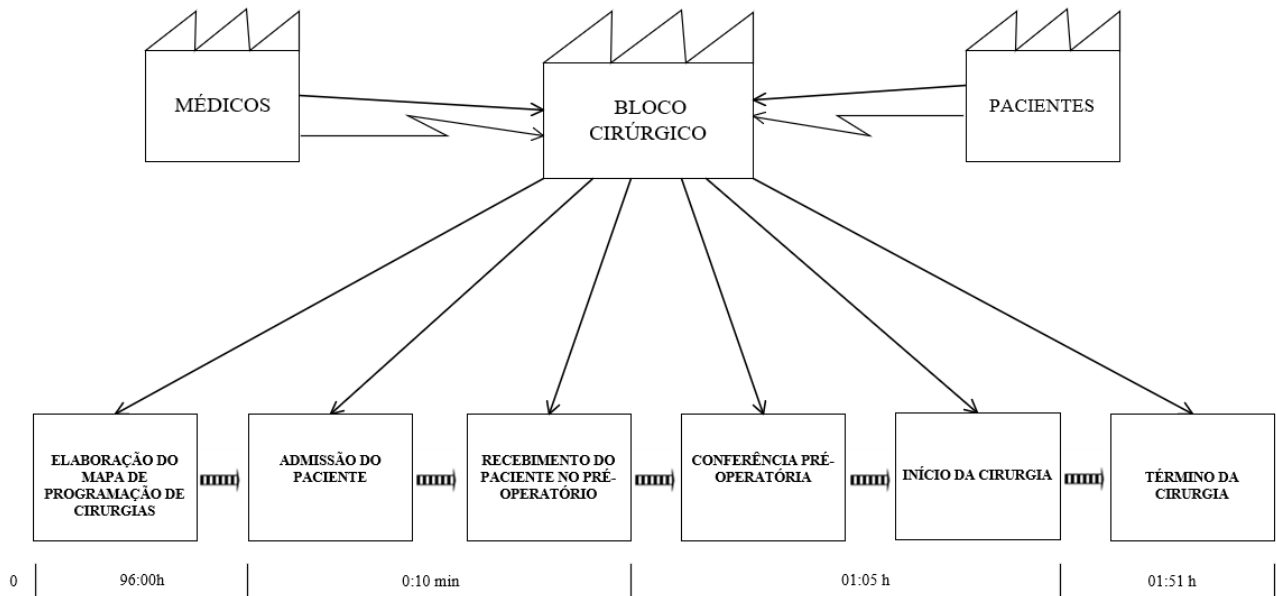 MÉDICOS
BLOCO
CIRÚRGICO
PACIENTES
ELABORAÇÃO DO
MAPA DE
PROGRAMAÇÃO DE
CIRURGIAS
ADMISSÃO DO
PACIENTE
RECEBIMENTO DO
PACIENTE NO PRÉ-
OPERATÓRIO
CONFERÊNCIA PRÉ-
OPERATÓRIA
INÍCIO DA CIRURGIA
TÉRMINO DA
CIRURGIA
0
96:00h
0:10 min
01:05 h
01:51 h